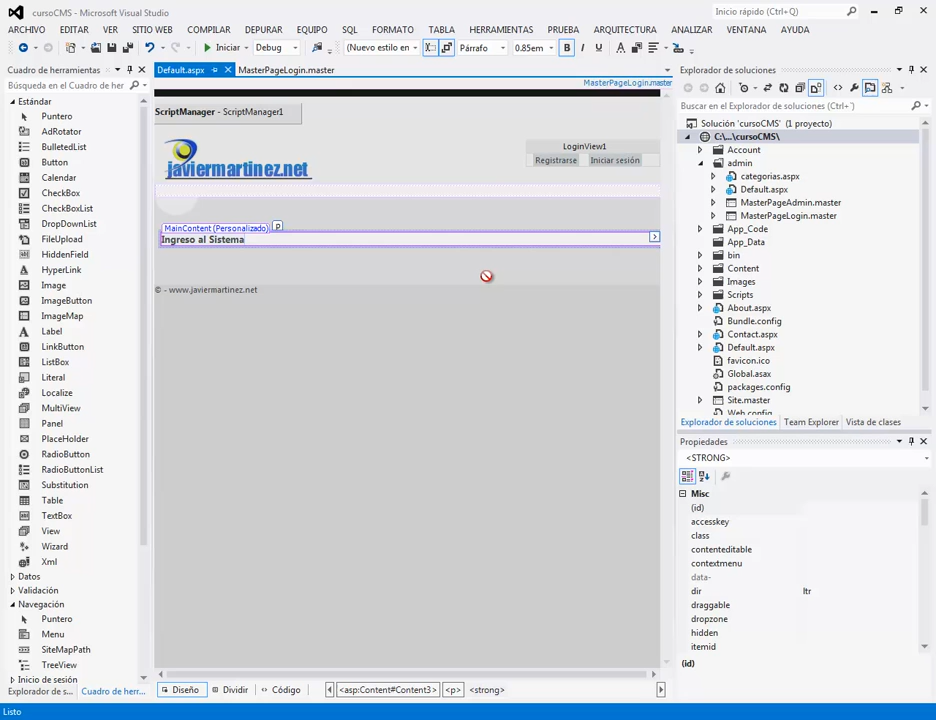 cursoCMS - Microsoft Visual Studio
Inicio rápido (Ctrl+Q)
ARCHIVO EDITAR VER SITIO WEB COMPILAR DEPURAR EQUIPO SQL FORMATO TABLA HERRAMIENTAS PRUEBA ARQUITECTURA ANALIZAR VENTANA AYUDA
Iniciar Debug (Nuevo estilo en Párrafo 0.85em B I U A
Cuadro de herramientas
Búsqueda en el Cuadro de her
Estándar
Puntero
AdRotator
BulletedList
Button
Calendar
CheckBox
CheckBoxList
DropDownList
FileUpload
HiddenField
HyperLink
Image
ImageButton
ImageMap
Label
LinkButton
ListBox
Literal
Localize
MultiView
Panel
PlaceHolder
RadioButton
RadioButtonList
Substitution
Table
TextBox
View
Wizard
Xml
Datos
Validación
Navegación
Puntero
Menu
SiteMapPath
TreeView
Inicio de sesión
Explorador de s... Cuadro de herr...
Default.aspx MasterPageLogin.master
MasterPageLogin.master
ScriptManager - ScriptManager1
javiermartinez.net
LoginView1
Registrarse Iniciar sesión
MainContent (Personalizado) p
Ingreso al Sistema
© - www.javiermartinez.net
Diseño Dividir Código <asp:Content#Content3> <p> <strong>
Explorador de soluciones
Buscar en el Explorador de soluciones (Ctrl+´)
Solución 'cursoCMS' (1 proyecto)
C:\...\cursoCMS\
Account
admin
categorias.aspx
Default.aspx
MasterPageAdmin.master
MasterPageLogin.master
App_Code
App_Data
bin
Content
Images
Scripts
About.aspx
Bundle.config
Contact.aspx
Default.aspx
favicon.ico
Global.asax
packages.config
Site.master
Web.config
Explorador de soluciones Team Explorer Vista de clases
Propiedades
<STRONG>
Misc
(id)
accesskey
class
contenteditable
contextmenu
data-
dir ltr
draggable
dropzone
hidden
itemid
(id)
Listo